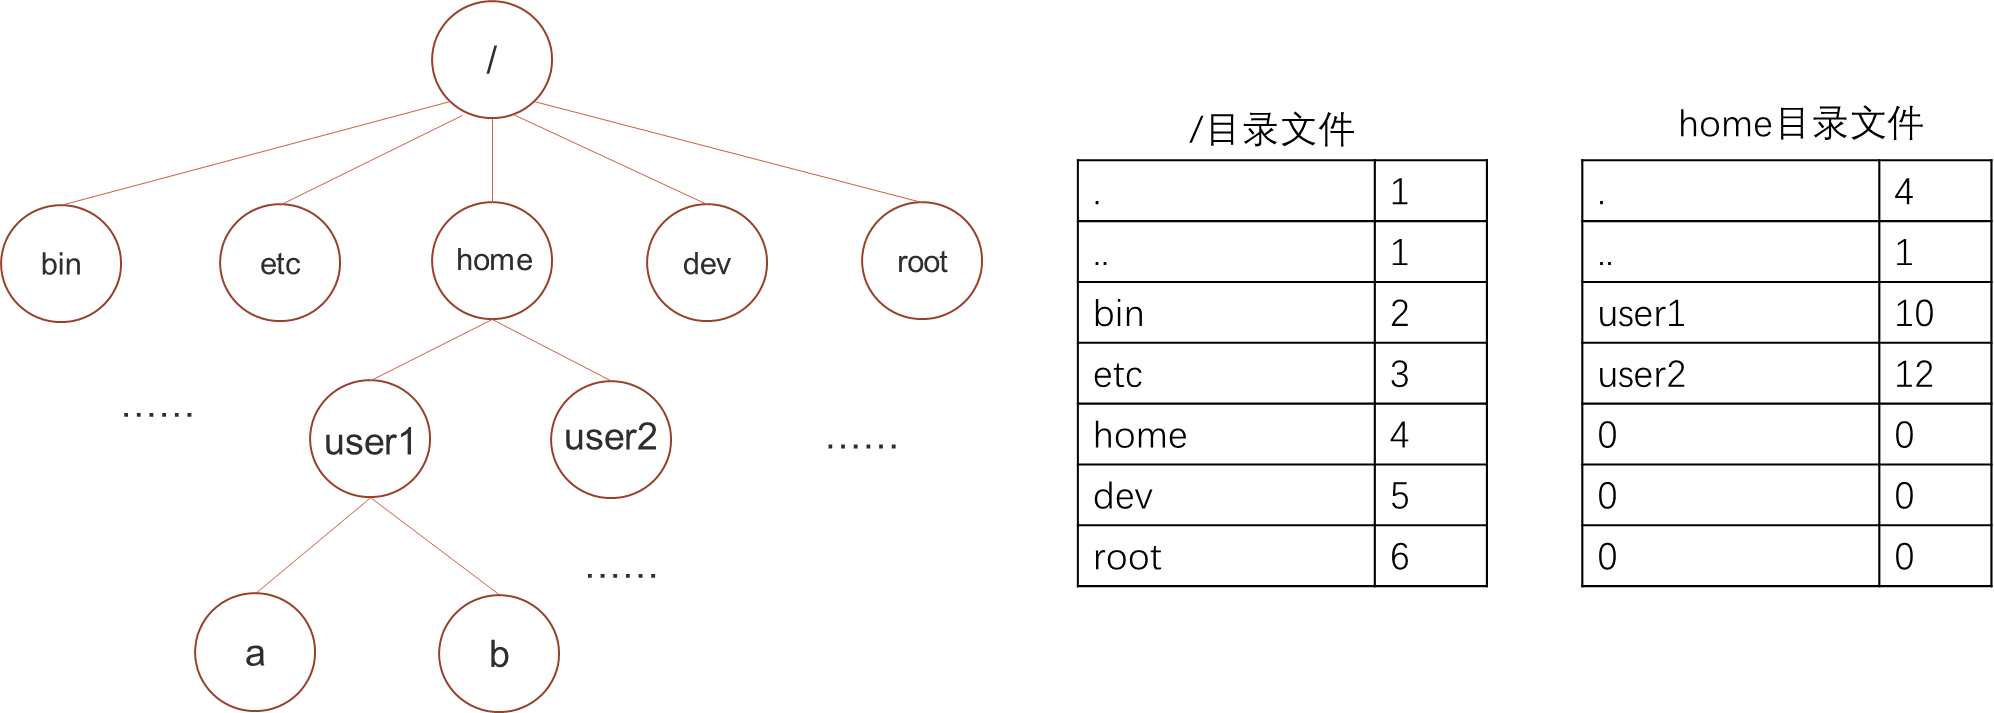 /
bin
etc
home
dev
root
......
user1
user2
......
a
b
......
/目录文件
. 1
.. 1
bin 2
etc 3
home 4
dev 5
root 6
home目录文件
. 4
.. 1
user1 10
user2 12
0 0
0 0
0 0